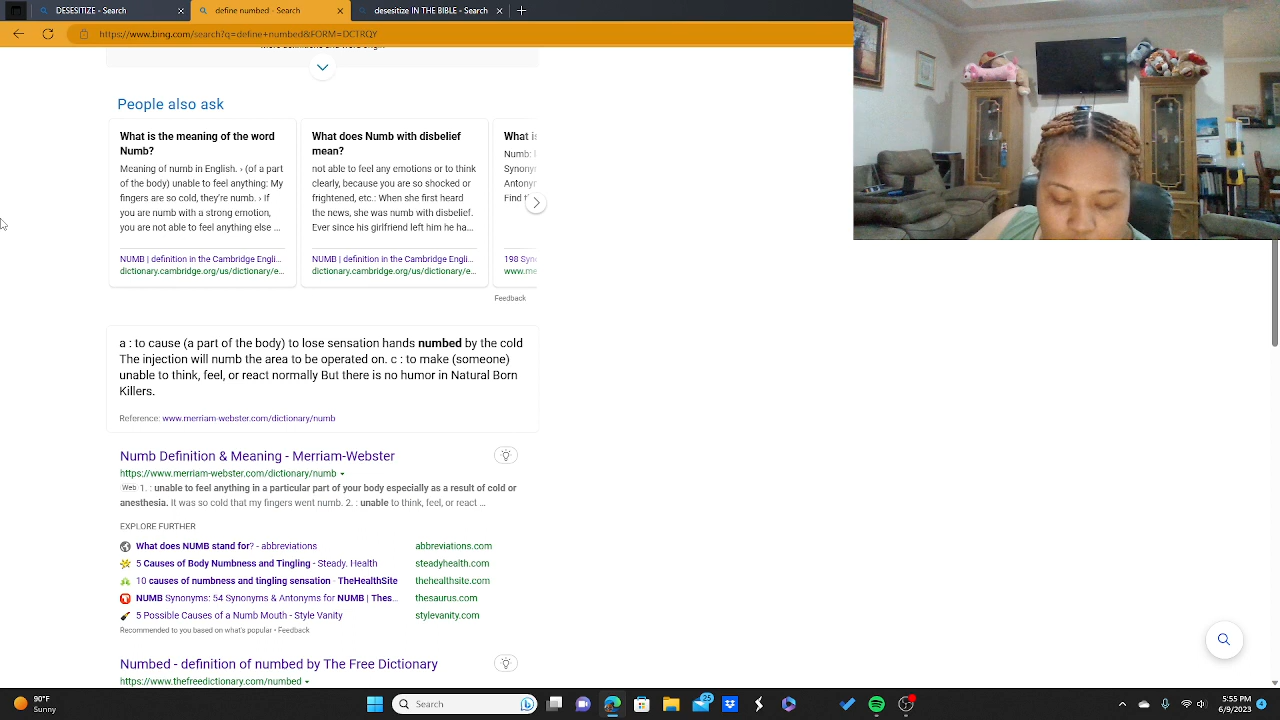 DESESITIZE - Search
define numbed - Search
desesitze IN THE BIBLE - Search
https://www.bing.com/search?q=define+numbed&FORM=DCTRQY
People also ask
What is the meaning of the word
Numb?
Meaning of numb in English. › (of a part
of the body) unable to feel anything: My
fingers are so cold, they're numb. › If
you are numb with a strong emotion,
you are not able to feel anything else ...
NUMB | definition in the Cambridge Engli...
dictionary.cambridge.org/us/dictionary/e...
What does Numb with disbelief
mean?
not able to feel any emotions or to think
clearly, because you are so shocked or
frightened, etc.: When she first heard
the news, she was numb with disbelief.
Ever since his girlfriend left him he ha...
NUMB | definition in the Cambridge Engli...
dictionary.cambridge.org/us/dictionary/e...
What is
Numb:
Synony
Antony
Find t
198 Syn
www.me
Feedback
a : to cause (a part of the body) to lose sensation hands numbed by the cold
The injection will numb the area to be operated on. c : to make (someone)
unable to think, feel, or react normally But there is no humor in Natural Born
Killers.
Reference: www.merriam-webster.com/dictionary/numb
Numb Definition & Meaning - Merriam-Webster
https://www.merriam-webster.com/dictionary/numb
Web 1. : unable to feel anything in a particular part of your body especially as a result of cold or
anesthesia. It was so cold that my fingers went numb. 2. : unable to think, feel, or react ...
EXPLORE FURTHER
What does NUMB stand for? - abbreviations abbreviations.com
5 Causes of Body Numbness and Tingling - Steady. Health steadyhealth.com
10 causes of numbness and tingling sensation · TheHealthSite thehealthsite.com
NUMB Synonyms: 54 Synonyms & Antonyms for NUMB | Thes... thesaurus.com
5 Possible Causes of a Numb Mouth - Style Vanity stylevanity.com
Recommended to you based on what's popular • Feedback
Numbed - definition of numbed by The Free Dictionary
https://www.thefreedictionary.com/numbed
90°F
Sunny
Search
25
5:55 PM
6/9/2023
4